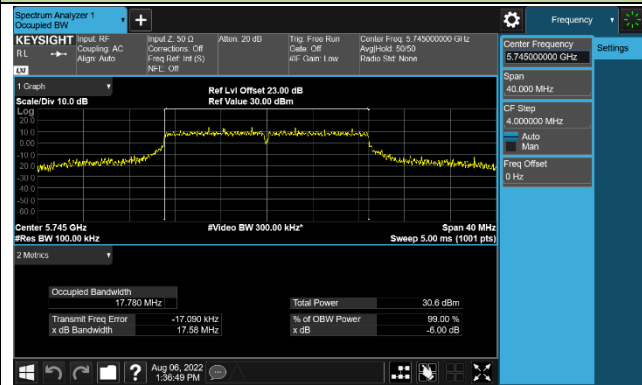 Spectrum Analyzer 1
Occupied BW
Frequency
KEYSIGHT Input: RF Input Z: 50 Ω Atten: 20 dB Trig: Free Run Center Freq: 5.745000000 GHz
RL Coupling: AC Corrections: Off Gate: Off Avg|Hold: 50/50
Align: Auto Freq Ref: Int (S) #IF Gain: Low Radio Std: None
NFE: Off
LXI
Center Frequency
5.745000000 GHz
Settings
Span
40.000 MHz
CF Step
4.000000 MHz
Auto
Man
Freq Offset
0 Hz
1 Graph
Ref Lvl Offset 23.00 dB
Scale/Div 10.0 dB Ref Value 30.00 dBm
Log
20.0
10.0
0.00
-10.0
-20.0
-30.0
-40.0
-50.0
-60.0
Center 5.745 GHz #Video BW 300.00 kHz* Span 40 MHz
#Res BW 100.00 kHz Sweep 5.00 ms (1001 pts)
2 Metrics
Occupied Bandwidth
17.780 MHz Total Power 30.6 dBm
Transmit Freq Error -17.090 kHz % of OBW Power 99.00 %
x dB Bandwidth 17.58 MHz x dB -6.00 dB
Aug 06, 2022
1:36:49 PM